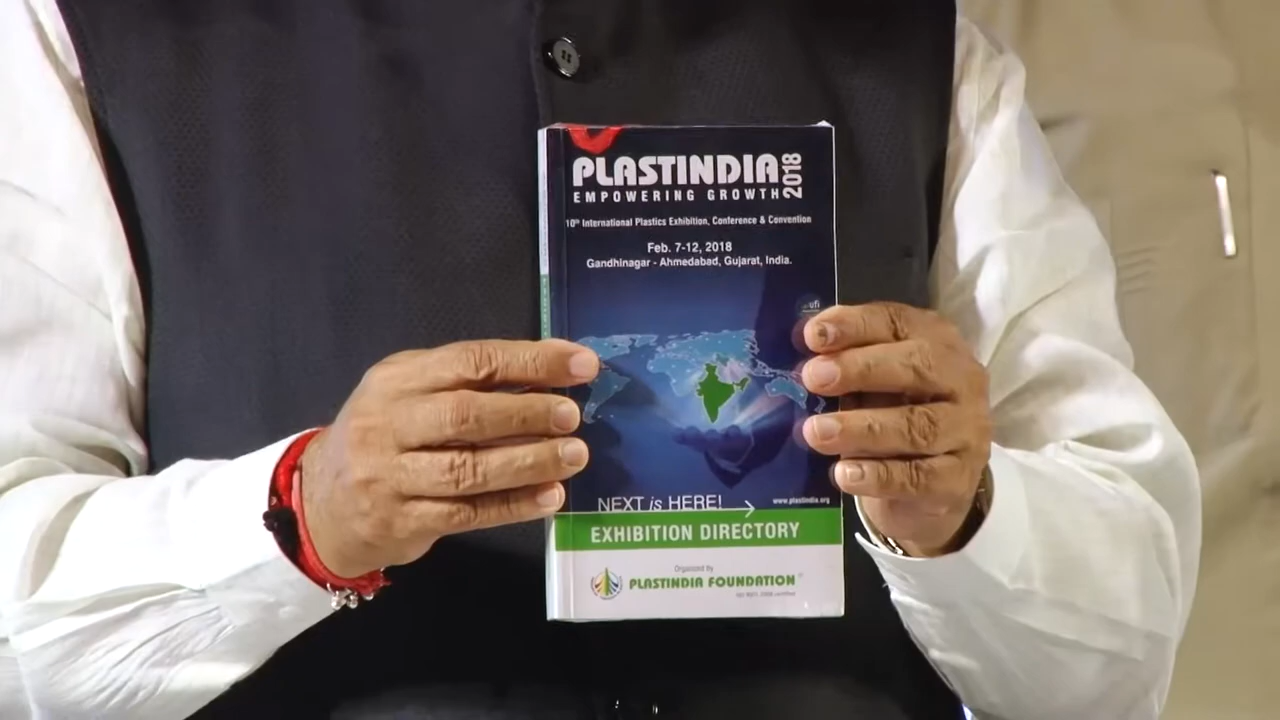 PLASTINDIA 2018
EMPOWERING GROWTH
10th International Plastics Exhibition, Conference & Convention
Feb. 7-12, 2018
Gandhinagar - Ahmedabad, Gujarat, India.
ufi
NEXT is HERE!
www.plastindia.org
EXHIBITION DIRECTORY
Organized by
PLASTINDIA FOUNDATION